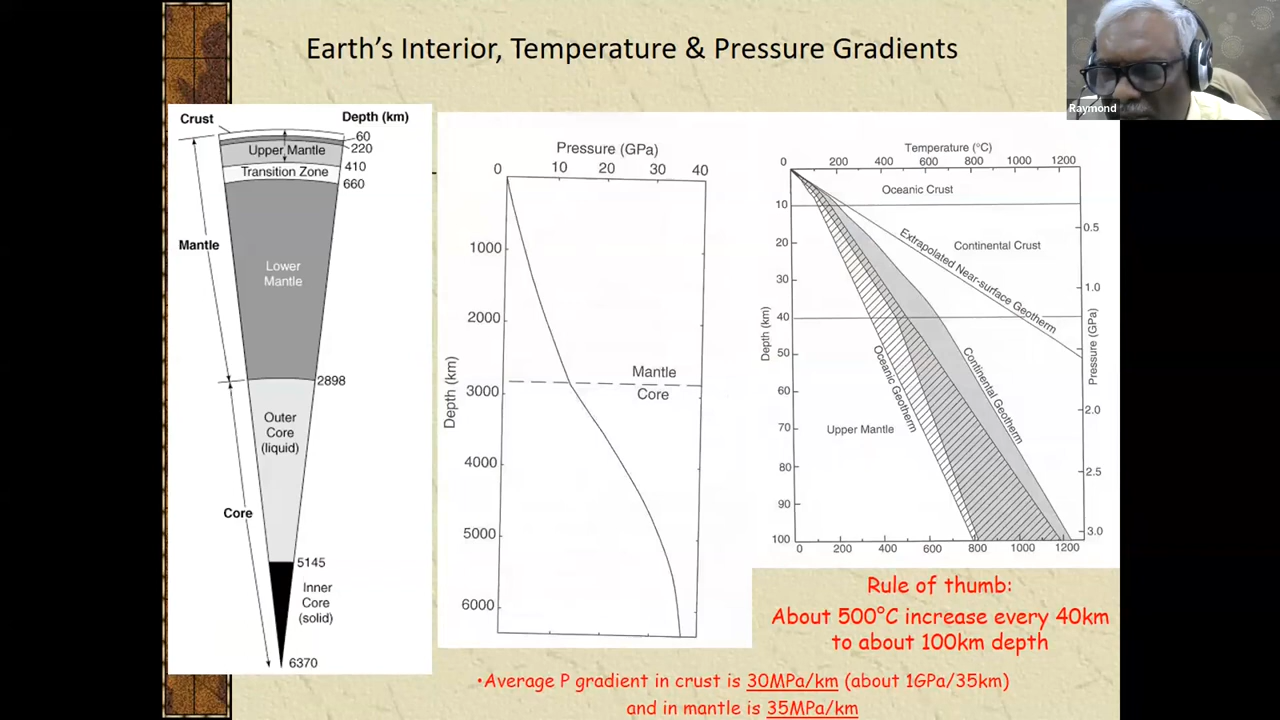 Earth's Interior, Temperature & Pressure Gradients
Raymond
Crust
Depth (km)
60
220
Upper Mantle
410
Transition Zone
660
Mantle
Lower
Mantle
2898
Outer
Core
(liquid)
Core
5145
Inner
Core
(solid)
6370
Pressure (GPa)
0 10 20 30 40
1000
2000
3000
4000
5000
6000
Depth (km)
Mantle
Core
Temperature (°C)
0 200 400 600 800 1000 1200
Oceanic Crust
10
0.5
Extrapolated Near-surface Geotherm
Continental Crust
20
30
1.0
40
Depth (km)
Pressure (GPa)
50
Oceanic Geotherm
Continental Geotherm
60
2.0
70
Upper Mantle
80
2.5
90
3.0
100
0 200 400 600 800 1000 1200
Rule of thumb:
About 500°C increase every 40km
to about 100km depth
•Average P gradient in crust is 30MPa/km (about 1GPa/35km)
and in mantle is 35MPa/km